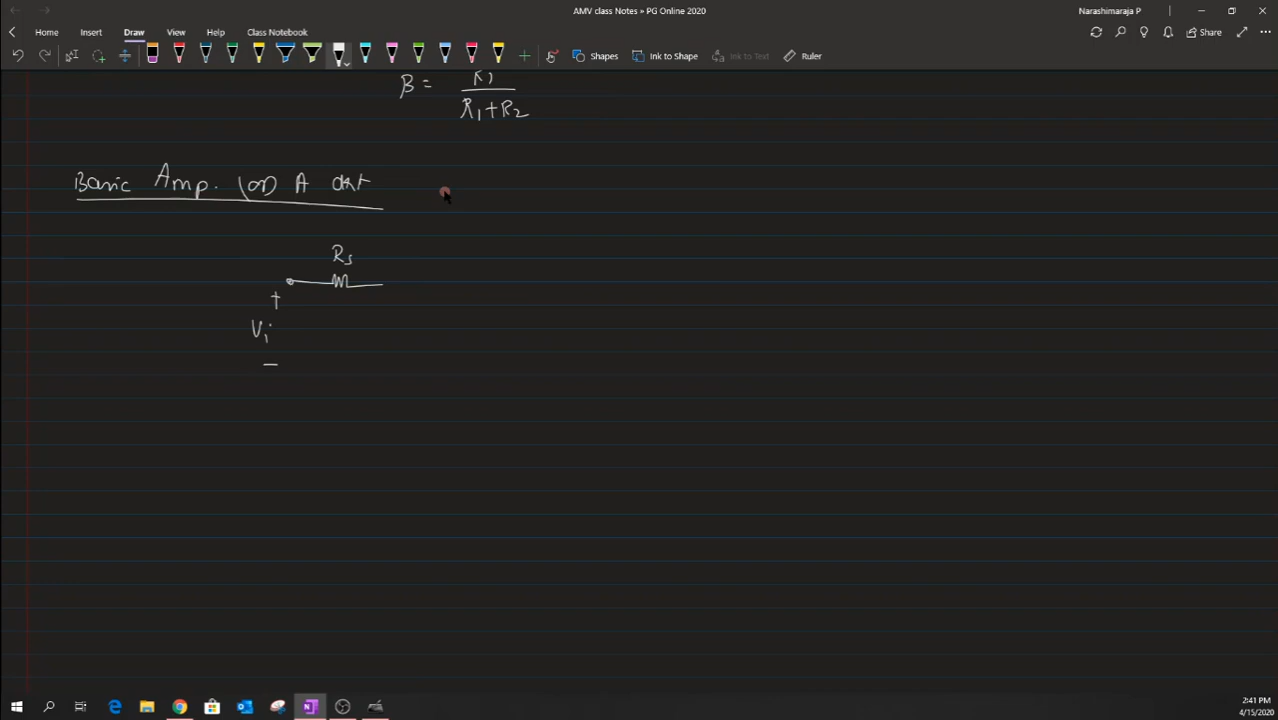 AMV class Notes » PG Online 2020
Narashimaraja P
Home Insert Draw View Help Class Notebook
Share
Shapes Ink to Shape Ink to Text Ruler
β = R1
R1+R2
Basic Amp. (or) A ckt
Rs
+
Vi
−
2:41 PM
4/15/2020